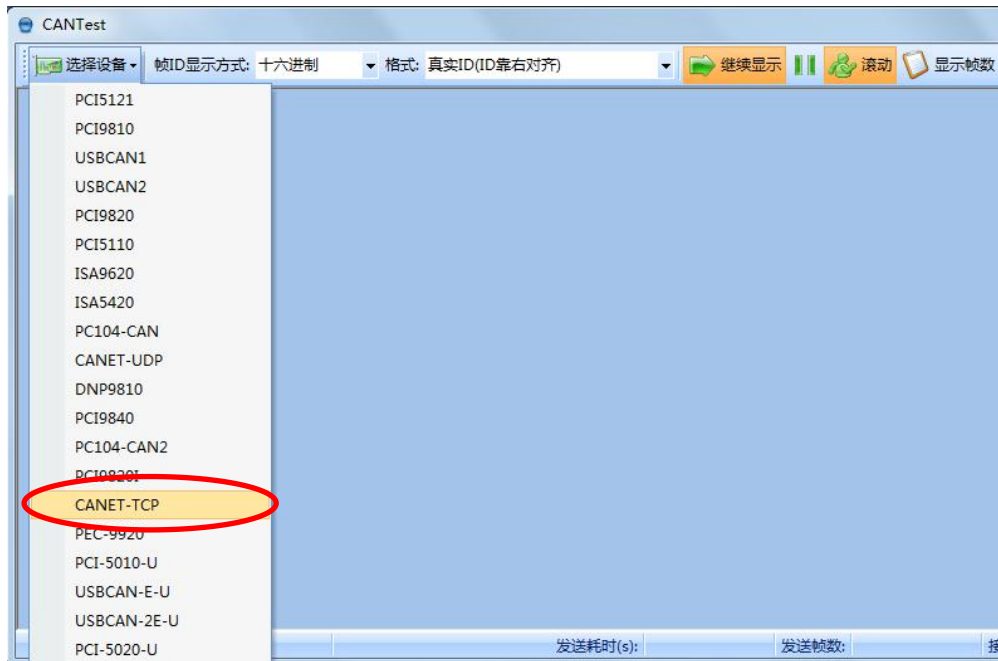 CANTest
选择设备 帧ID显示方式: 十六进制 格式: 真实ID(ID靠右对齐) 继续显示 滚动 显示帧数
PCI5121
PCI9810
USBCAN1
USBCAN2
PCI9820
PCI5110
ISA9620
ISA5420
PC104-CAN
CANET-UDP
DNP9810
PCI9840
PC104-CAN2
PCI9820I
CANET-TCP
PEC-9920
PCI-5010-U
USBCAN-E-U
USBCAN-2E-U
PCI-5020-U
发送耗时(s): 发送帧数: